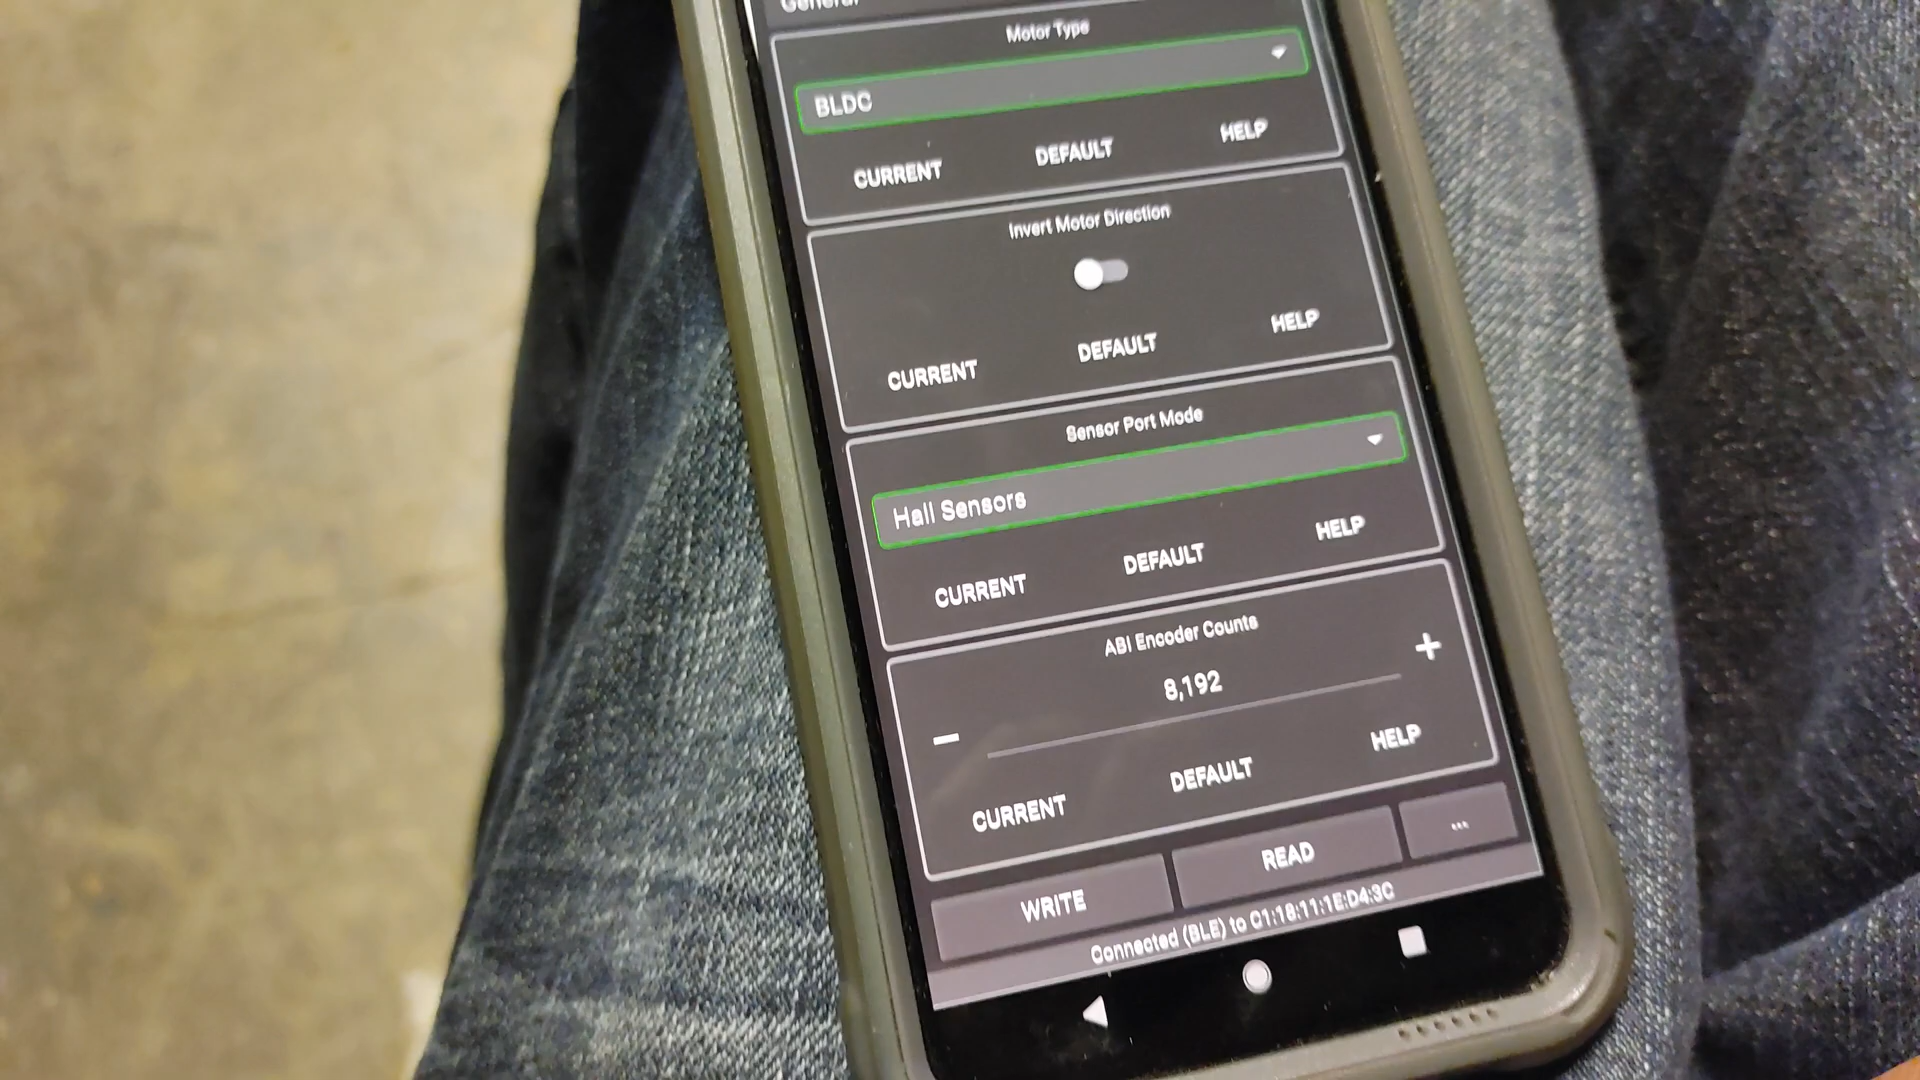 General
Motor Type
BLDC
CURRENT DEFAULT HELP
Invert Motor Direction
CURRENT DEFAULT HELP
Sensor Port Mode
Hall Sensors
CURRENT DEFAULT HELP
ABI Encoder Counts
8,192
CURRENT DEFAULT HELP
WRITE READ ...
Connected (BLE) to C1:18:11:1E:D4:3C